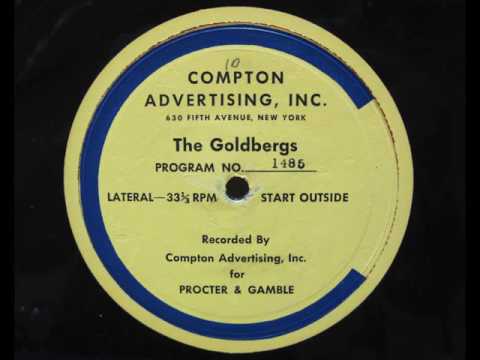 10
COMPTON
ADVERTISING, INC.
630 FIFTH AVENUE, NEW YORK
The Goldbergs
PROGRAM NO. 1485
LATERAL—33⅓ RPM START OUTSIDE
Recorded By
Compton Advertising, Inc.
for
PROCTER & GAMBLE